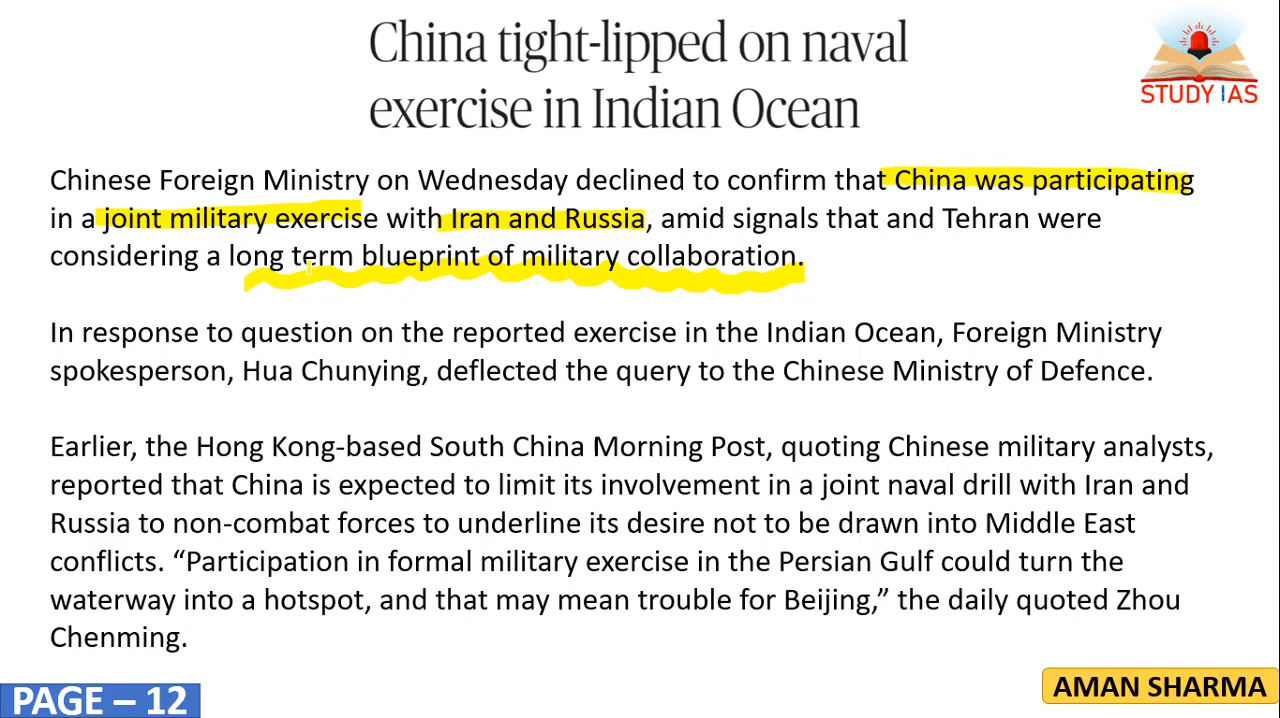 China tight-lipped on naval
exercise in Indian Ocean
STUDY IAS
Chinese Foreign Ministry on Wednesday declined to confirm that China was participating
in a joint military exercise with Iran and Russia, amid signals that and Tehran were
considering a long term blueprint of military collaboration.
In response to question on the reported exercise in the Indian Ocean, Foreign Ministry
spokesperson, Hua Chunying, deflected the query to the Chinese Ministry of Defence.
Earlier, the Hong Kong-based South China Morning Post, quoting Chinese military analysts,
reported that China is expected to limit its involvement in a joint naval drill with Iran and
Russia to non-combat forces to underline its desire not to be drawn into Middle East
conflicts. “Participation in formal military exercise in the Persian Gulf could turn the
waterway into a hotspot, and that may mean trouble for Beijing,” the daily quoted Zhou
Chenming.
PAGE – 12
AMAN SHARMA